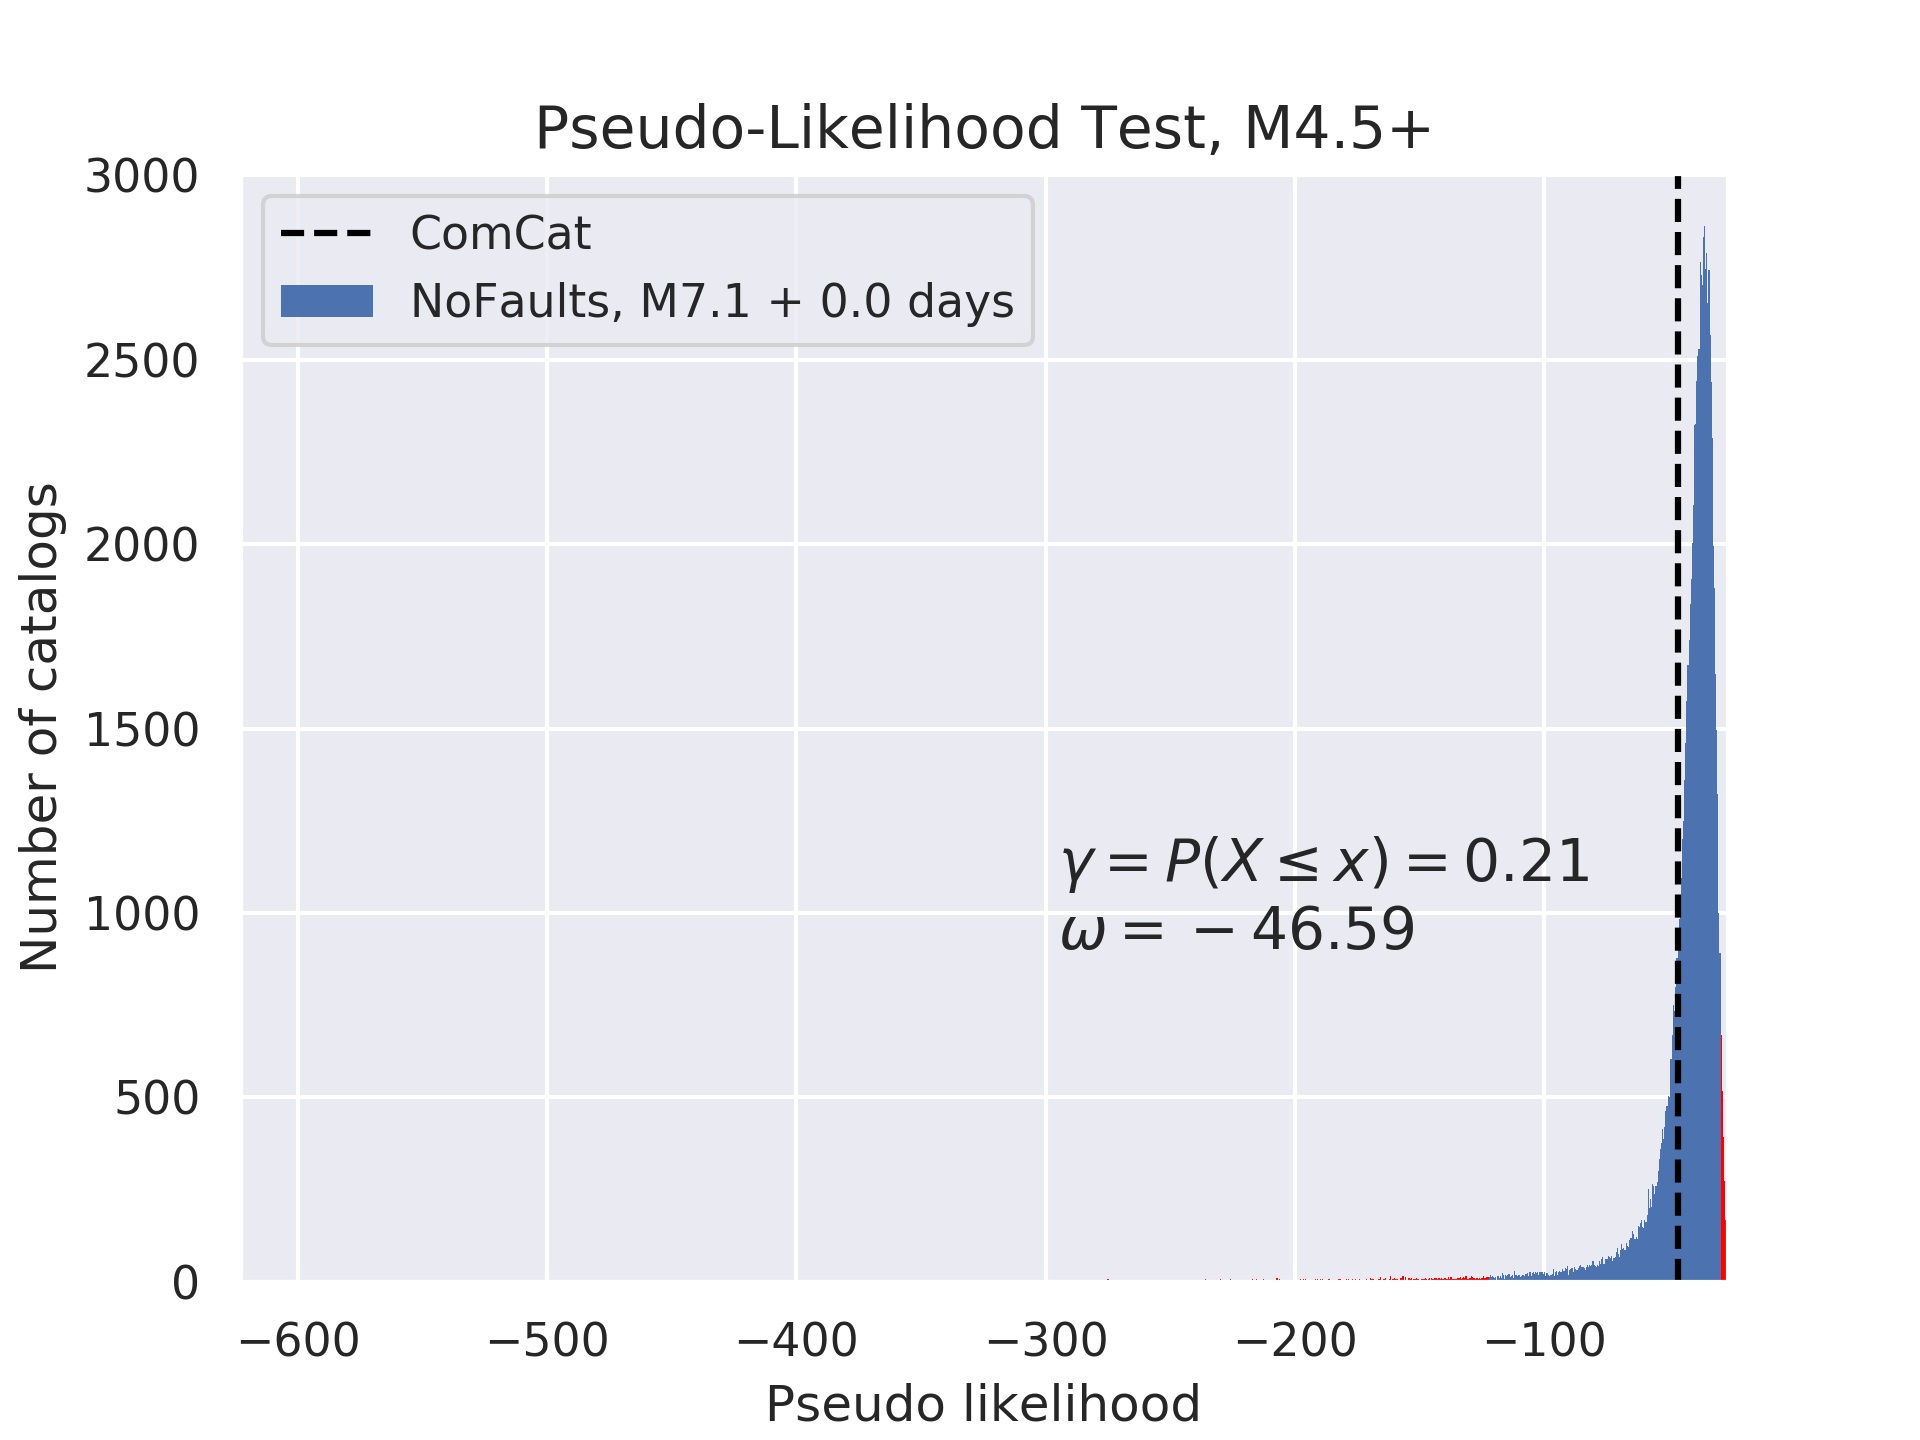 Pseudo-Likelihood Test, M4.5+
3000
2500
2000
1500
1000
500
0
Number of catalogs
ComCat
NoFaults, M7.1 + 0.0 days
γ = P(X ≤ x) = 0.21
ω = −46.59
−600 −500 −400 −300 −200 −100
Pseudo likelihood